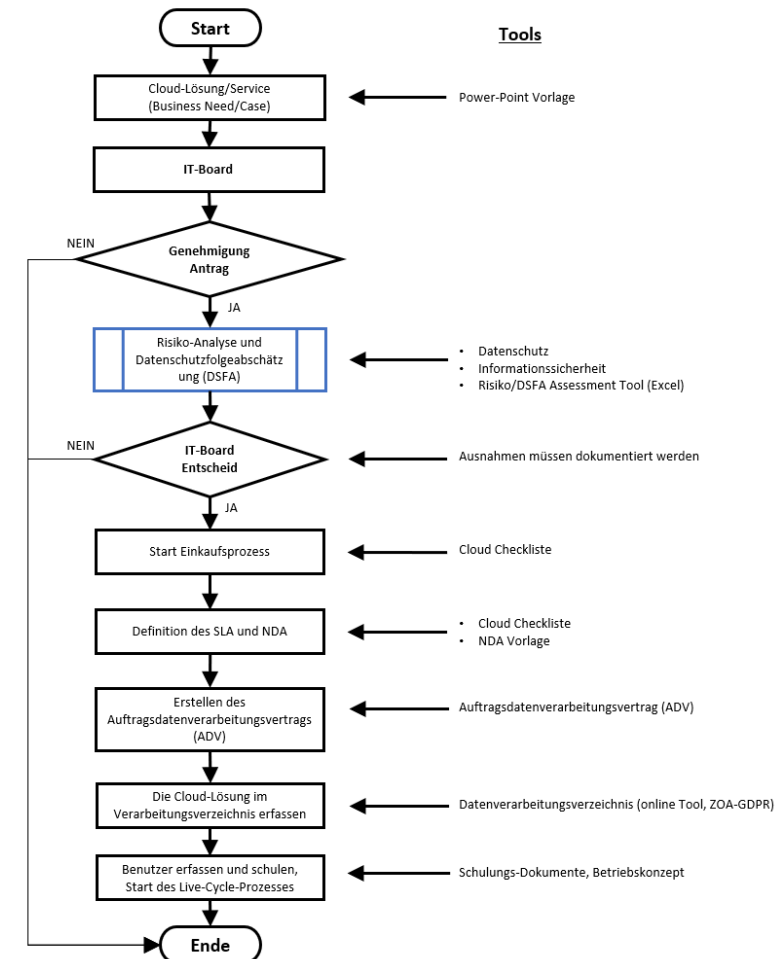 Start
Tools
Cloud-Lösung/Service
(Business Need/Case)
Power-Point Vorlage
IT-Board
NEIN
Genehmigung
Antrag
JA
Risiko-Analyse und
Datenschutzfolgeabschätz
ung (DSFA)
• Datenschutz
• Informationssicherheit
• Risiko/DSFA Assessment Tool (Excel)
NEIN
IT-Board
Entscheid
Ausnahmen müssen dokumentiert werden
JA
Start Einkaufsprozess
Cloud Checkliste
Definition des SLA und NDA
• Cloud Checkliste
• NDA Vorlage
Erstellen des
Auftragsdatenverarbeitungsvertrags
(ADV)
Auftragsdatenverarbeitungsvertrag (ADV)
Die Cloud-Lösung im
Verarbeitungsverzeichnis erfassen
Datenverarbeitungsverzeichnis (online Tool, ZOA-GDPR)
Benutzer erfassen und schulen,
Start des Live-Cycle-Prozesses
Schulungs-Dokumente, Betriebskonzept
Ende